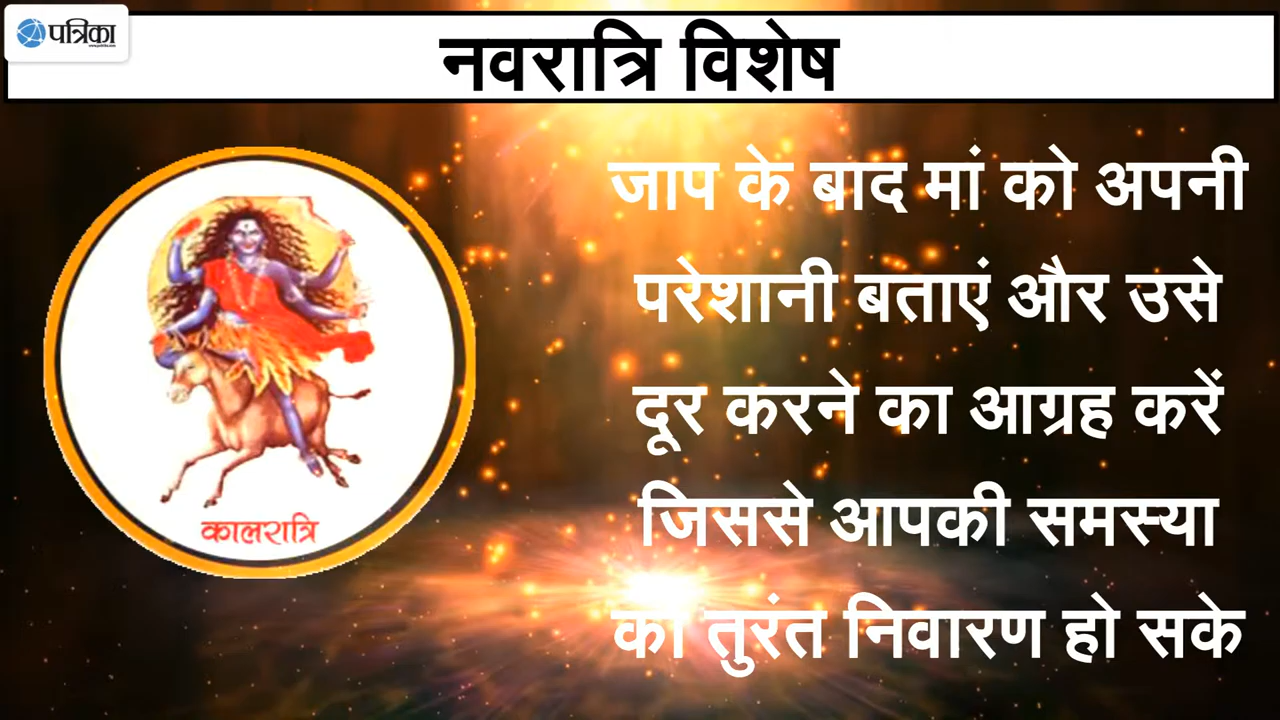 पत्रिका
नवरात्रि विशेष
जाप के बाद मां को अपनी
परेशानी बताएं और उसे
दूर करने का आग्रह करें
जिससे आपकी समस्या
का तुरंत निवारण हो सके
कालरात्रि